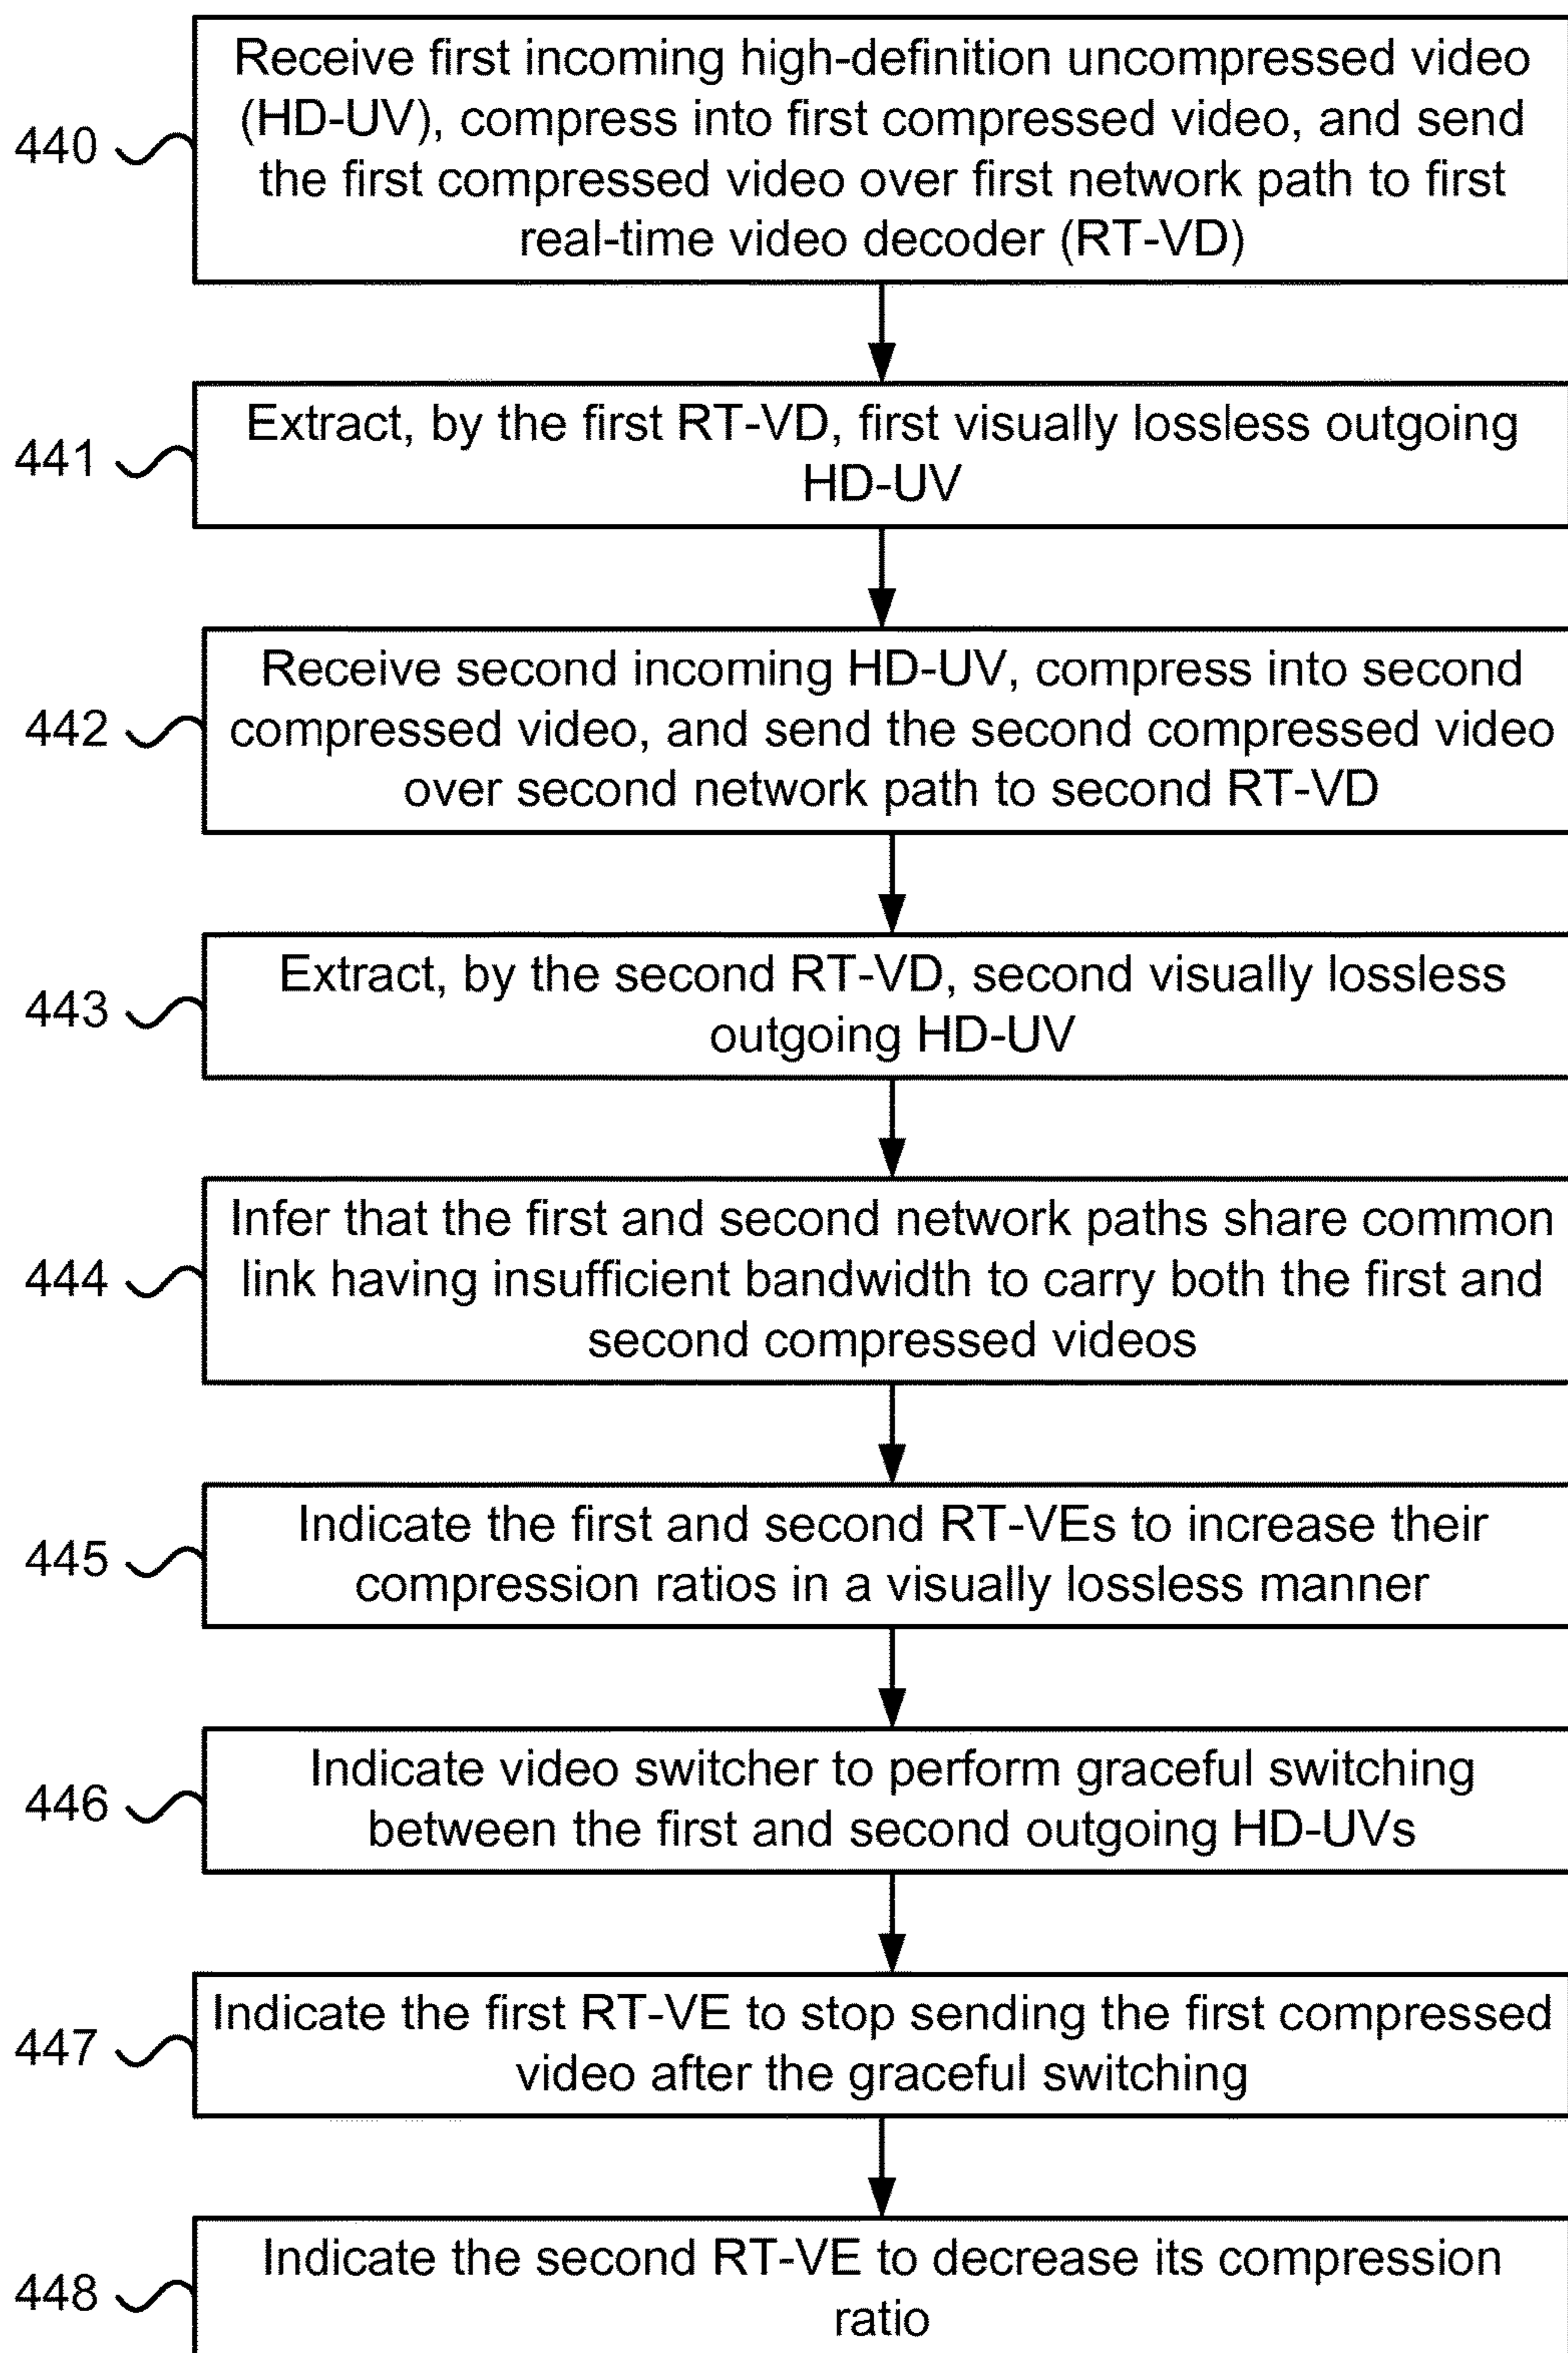 Receive first incoming high-definition uncompressed video
(HD-UV), compress into first compressed video, and send
the first compressed video over first network path to first
real-time video decoder (RT-VD)
440
Extract, by the first RT-VD, first visually lossless outgoing
HD-UV
441
Receive second incoming HD-UV, compress into second
compressed video, and send the second compressed video
over second network path to second RT-VD
442
Extract, by the second RT-VD, second visually lossless
outgoing HD-UV
443
Infer that the first and second network paths share common
link having insufficient bandwidth to carry both the first and
second compressed videos
444
Indicate the first and second RT-VEs to increase their
compression ratios in a visually lossless manner
445
Indicate video switcher to perform graceful switching
between the first and second outgoing HD-UVs
446
Indicate the first RT-VE to stop sending the first compressed
video after the graceful switching
447
Indicate the second RT-VE to decrease its compression
ratio
448